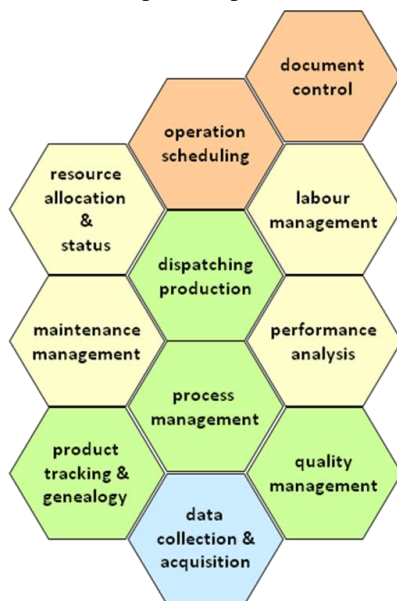 document
control
operation
scheduling
resource
allocation
&
status
labour
management
dispatching
production
maintenance
management
performance
analysis
process
management
product
tracking &
genealogy
quality
management
data
collection &
acquisition